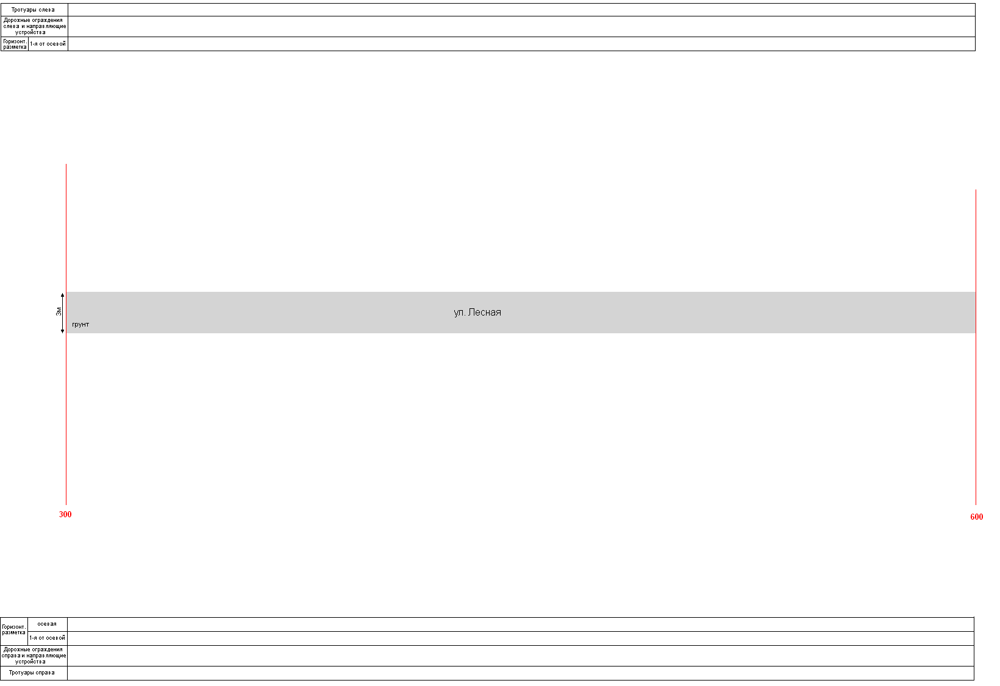 Тротуары слева
Дорожные ограждения
слева и направляющие
устройства
Горизонт.
разметка
1-я от осевой
3м
ул. Лесная
грунт
300
600
Горизонт.
разметка
осевая
1-я от осевой
Дорожные ограждения
справа и направляющие
устройства
Тротуары справа